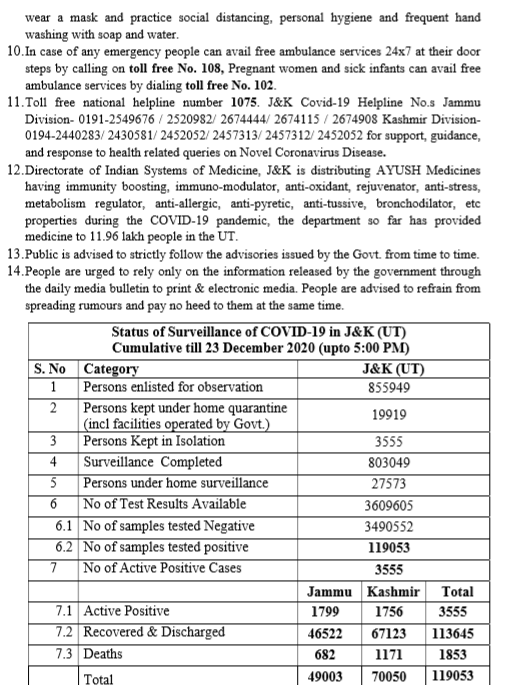 wear a mask and practice social distancing, personal hygiene and frequent hand
washing with soap and water.
10.In case of any emergency people can avail free ambulance services 24x7 at their door
steps by calling on toll free No. 108, Pregnant women and sick infants can avail free
ambulance services by dialing toll free No. 102.
11.Toll free national helpline number 1075. J&K Covid-19 Helpline No.s Jammu
Division- 0191-2549676 / 2520982/ 2674444/ 2674115 / 2674908 Kashmir Division-
0194-2440283/ 2430581/ 2452052/ 2457313/ 2457312/ 2452052 for support, guidance,
and response to health related queries on Novel Coronavirus Disease.
12.Directorate of Indian Systems of Medicine, J&K is distributing AYUSH Medicines
having immunity boosting, immuno-modulator, anti-oxidant, rejuvenator, anti-stress,
metabolism regulator, anti-allergic, anti-pyretic, anti-tussive, bronchodilator, etc
properties during the COVID-19 pandemic, the department so far has provided
medicine to 11.96 lakh people in the UT.
13.Public is advised to strictly follow the advisories issued by the Govt. from time to time.
14.People are urged to rely only on the information released by the government through
the daily media bulletin to print & electronic media. People are advised to refrain from
spreading rumours and pay no heed to them at the same time.
Status of Surveillance of COVID-19 in J&K (UT)
Cumulative till 23 December 2020 (upto 5:00 PM)
S. No Category J&K (UT)
1 Persons enlisted for observation 855949
2 Persons kept under home quarantine
(incl facilities operated by Govt.) 19919
3 Persons Kept in Isolation 3555
4 Surveillance Completed 803049
5 Persons under home surveillance 27573
6 No of Test Results Available 3609605
6.1 No of samples tested Negative 3490552
6.2 No of samples tested positive 119053
7 No of Active Positive Cases 3555
Jammu Kashmir Total
7.1 Active Positive 1799 1756 3555
7.2 Recovered & Discharged 46522 67123 113645
7.3 Deaths 682 1171 1853
Total 49003 70050 119053